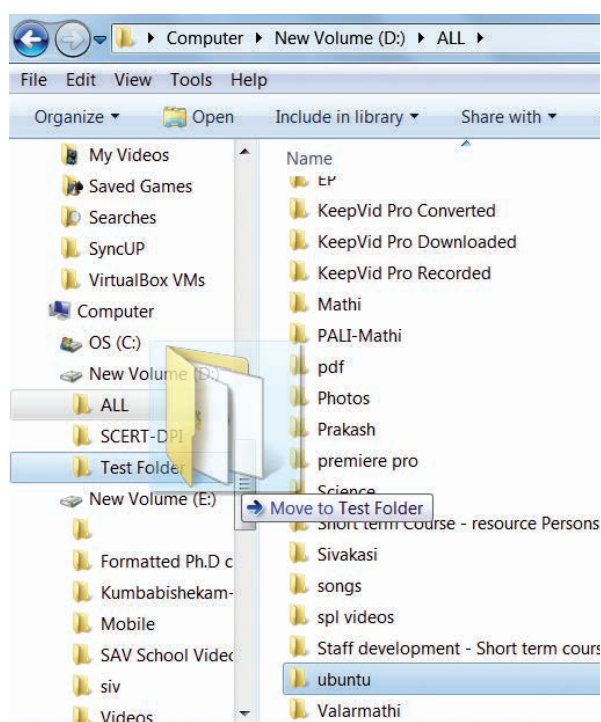 Computer ▸ New Volume (D:) ▸ ALL ▸
File Edit View Tools Help
Organize Open Include in library Share with
My Videos
Saved Games
Searches
SyncUP
VirtualBox VMs
Computer
OS (C:)
New Volume (D:)
ALL
SCERT-DPI
Test Folder
New Volume (E:)
Formatted Ph.D c
Kumbabishekam-
Mobile
SAV School Video
siv
Videos
Name
EP
KeepVid Pro Converted
KeepVid Pro Downloaded
KeepVid Pro Recorded
Mathi
PALI-Mathi
pdf
Photos
Prakash
premiere pro
Science
Move to Test Folder
Short term Course - resource Persons
Sivakasi
songs
spl videos
Staff development - Short term cours
ubuntu
Valarmathi